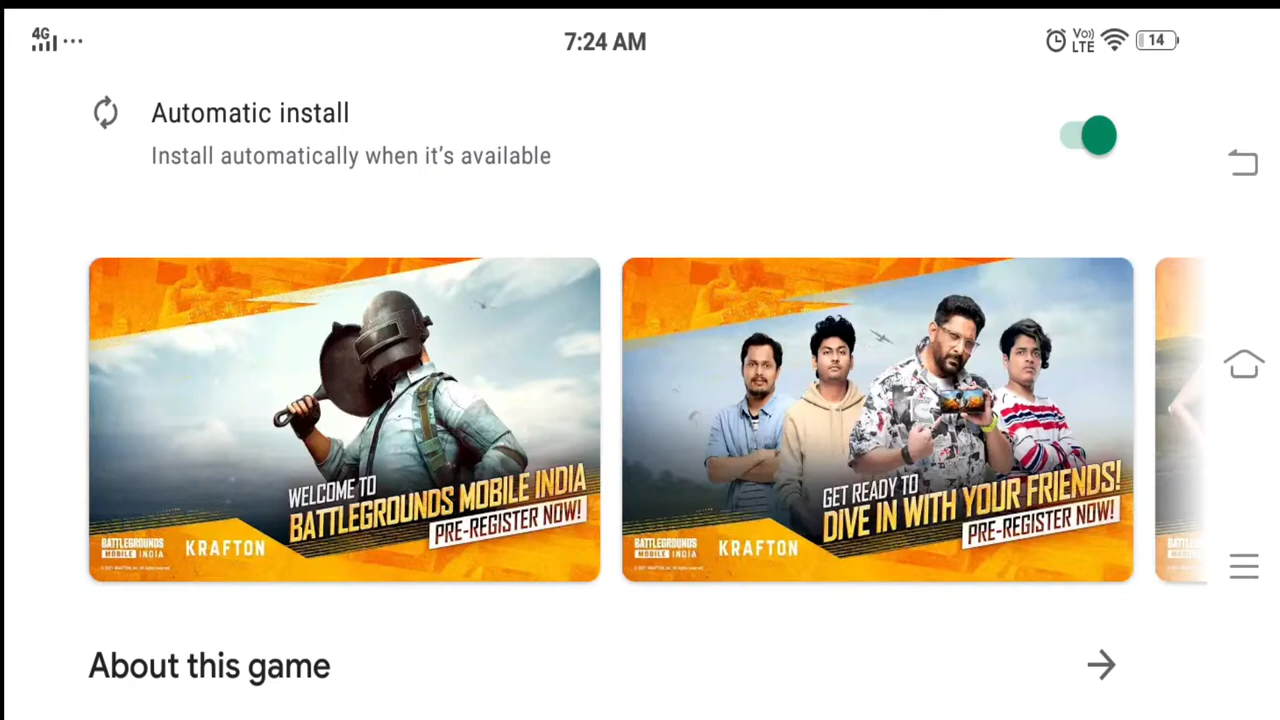 4G
7:24 AM
Vo))
LTE
14
Automatic install
Install automatically when it's available
WELCOME TO
BATTLEGROUNDS MOBILE INDIA
PRE-REGISTER NOW!
BATTLEGROUNDS
MOBILE INDIA
KRAFTON
GET READY TO
DIVE IN WITH YOUR FRIENDS!
PRE-REGISTER NOW!
BATTLEGROUNDS
MOBILE INDIA
KRAFTON
About this game